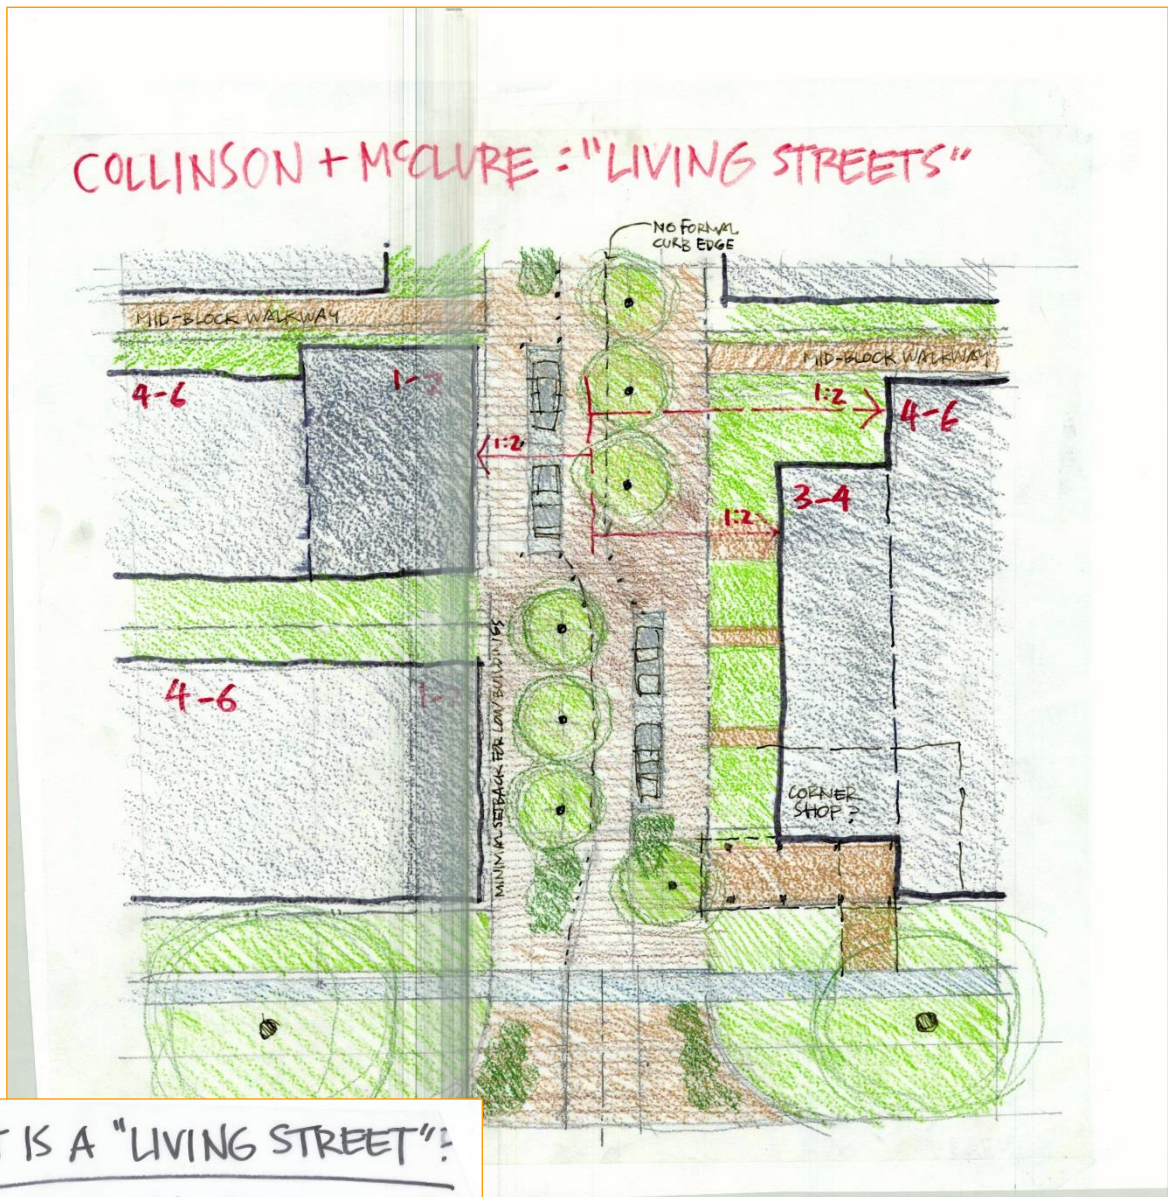 COLLINSON + McCLURE : "LIVING STREETS"
NO FORMAL
CURB EDGE
MID-BLOCK WALKWAY
MID-BLOCK WALKWAY
4-6
1:2
4-6
1:2
3-4
1:2
4-6
MINIMAL SETBACK FOR LOW BUILDINGS
CORNER
SHOP?
IS A "LIVING STREET":